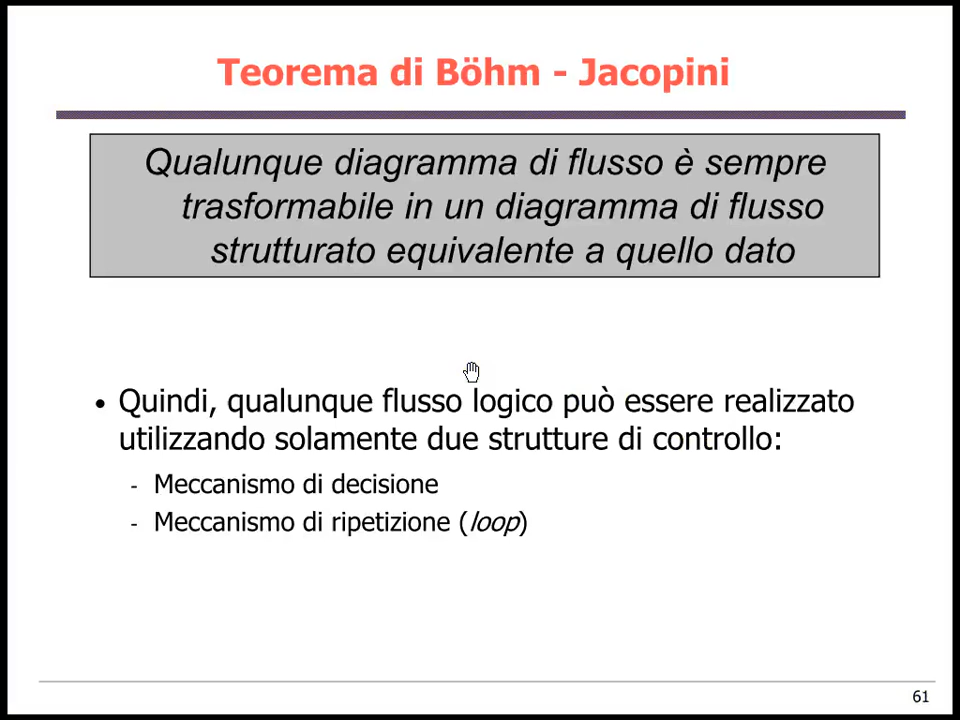 Teorema di Böhm - Jacopini
Qualunque diagramma di flusso è sempre
trasformabile in un diagramma di flusso
strutturato equivalente a quello dato
• Quindi, qualunque flusso logico può essere realizzato
utilizzando solamente due strutture di controllo:
- Meccanismo di decisione
- Meccanismo di ripetizione (loop)
61